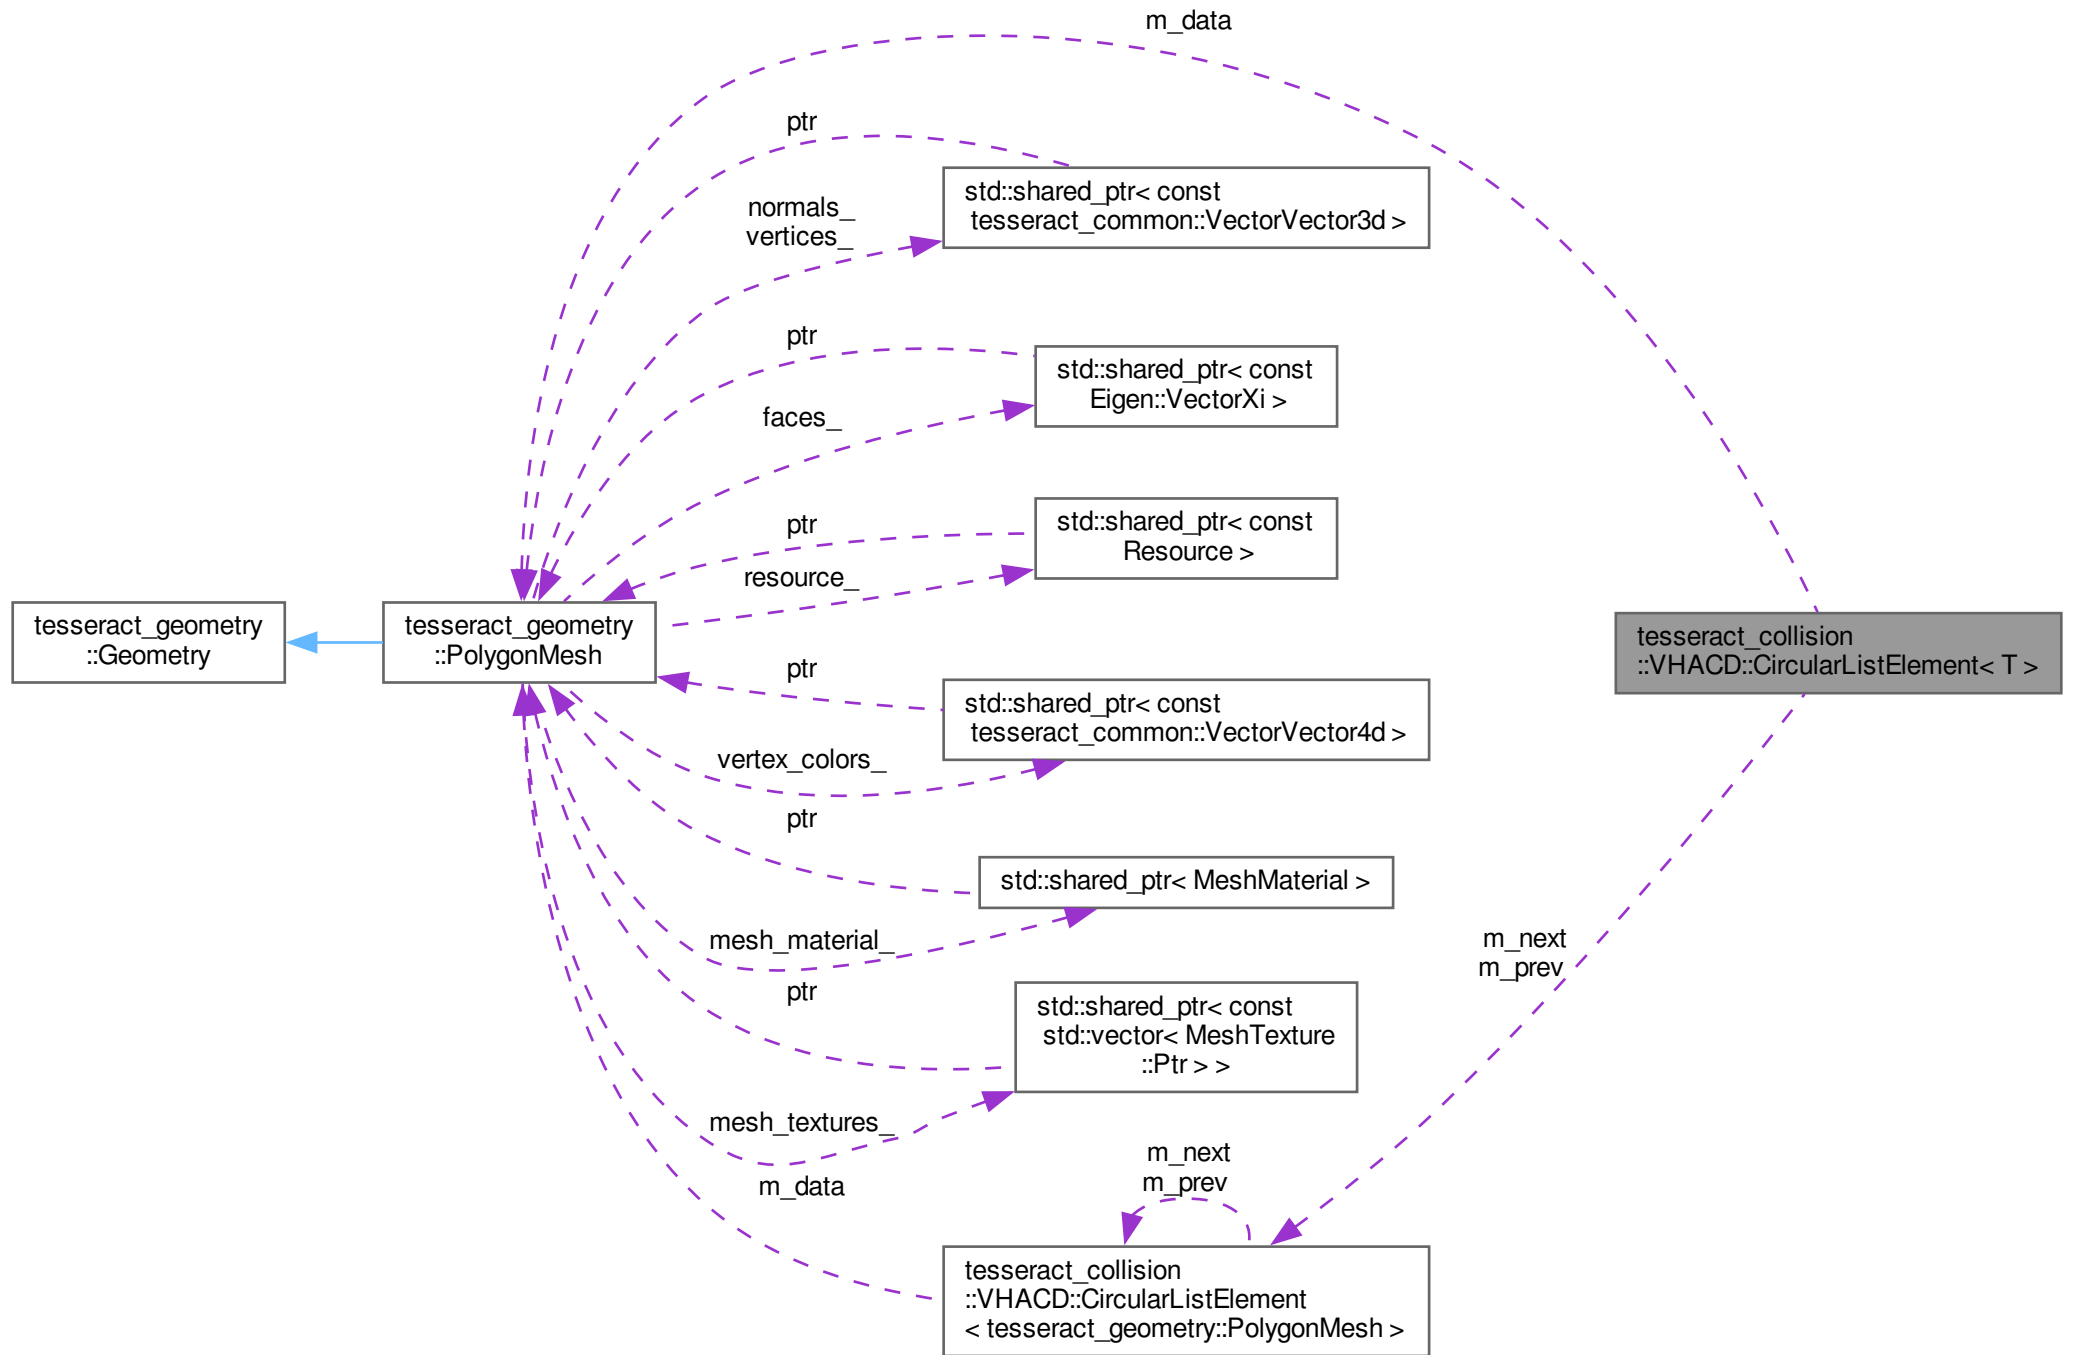 m_data
ptr
std::shared_ptr< const
tesseract_common::VectorVector3d >
normals_
vertices_
ptr
std::shared_ptr< const
Eigen::VectorXi >
faces_
ptr
std::shared_ptr< const
Resource >
resource_
tesseract_geometry
::Geometry
tesseract_geometry
::PolygonMesh
tesseract_collision
::VHACD::CircularListElement< T >
ptr
std::shared_ptr< const
tesseract_common::VectorVector4d >
vertex_colors_
ptr
std::shared_ptr< MeshMaterial >
mesh_material_
m_next
m_prev
ptr
std::shared_ptr< const
std::vector< MeshTexture
::Ptr > >
mesh_textures_
m_next
m_prev
m_data
tesseract_collision
::VHACD::CircularListElement
< tesseract_geometry::PolygonMesh >